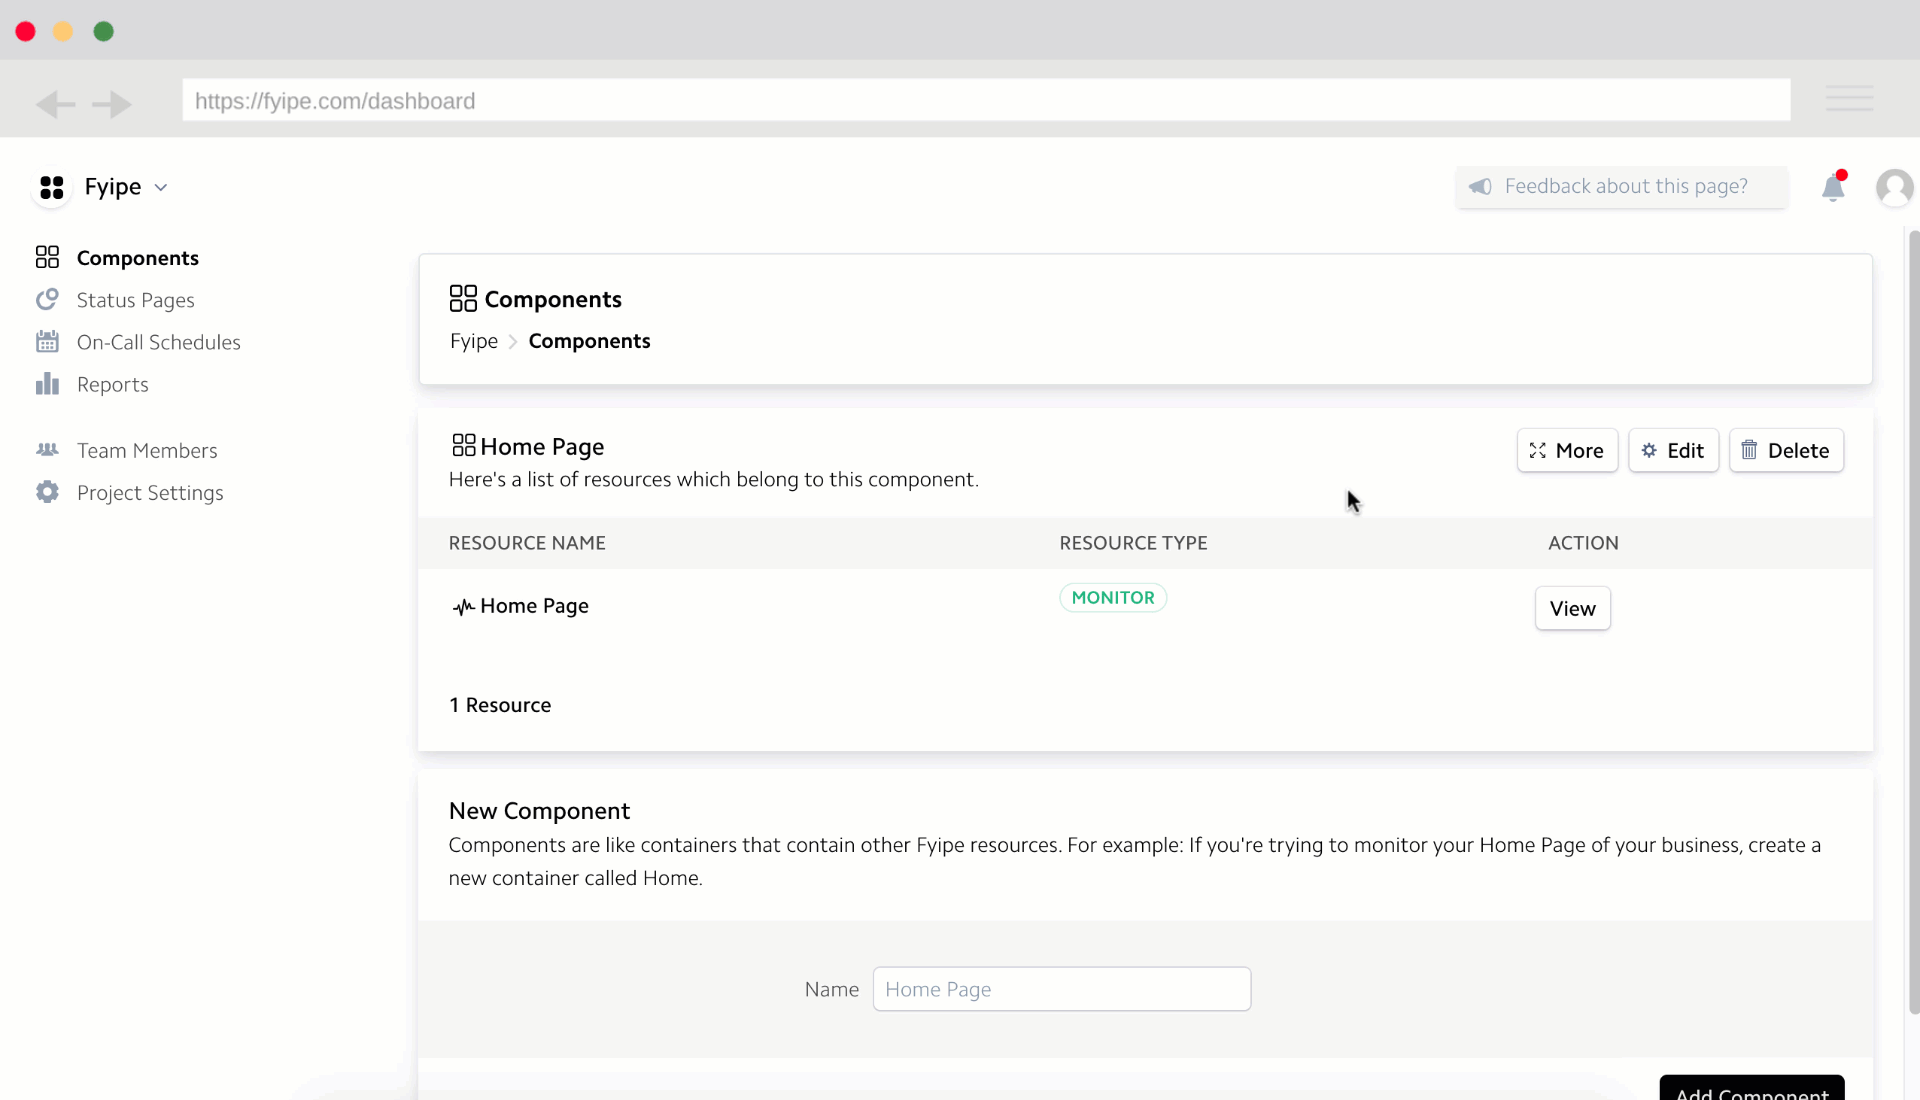 https://fyipe.com/dashboard
Fyipe
Feedback about this page?
Components
Status Pages
On-Call Schedules
Reports
Team Members
Project Settings
Components
Fyipe Components
Home Page
Here's a list of resources which belong to this component.
More Edit Delete
RESOURCE NAME RESOURCE TYPE ACTION
Home Page MONITOR View
1 Resource
New Component
Components are like containers that contain other Fyipe resources. For example: If you're trying to monitor your Home Page of your business, create a
new container called Home.
Name Home Page
Add Component